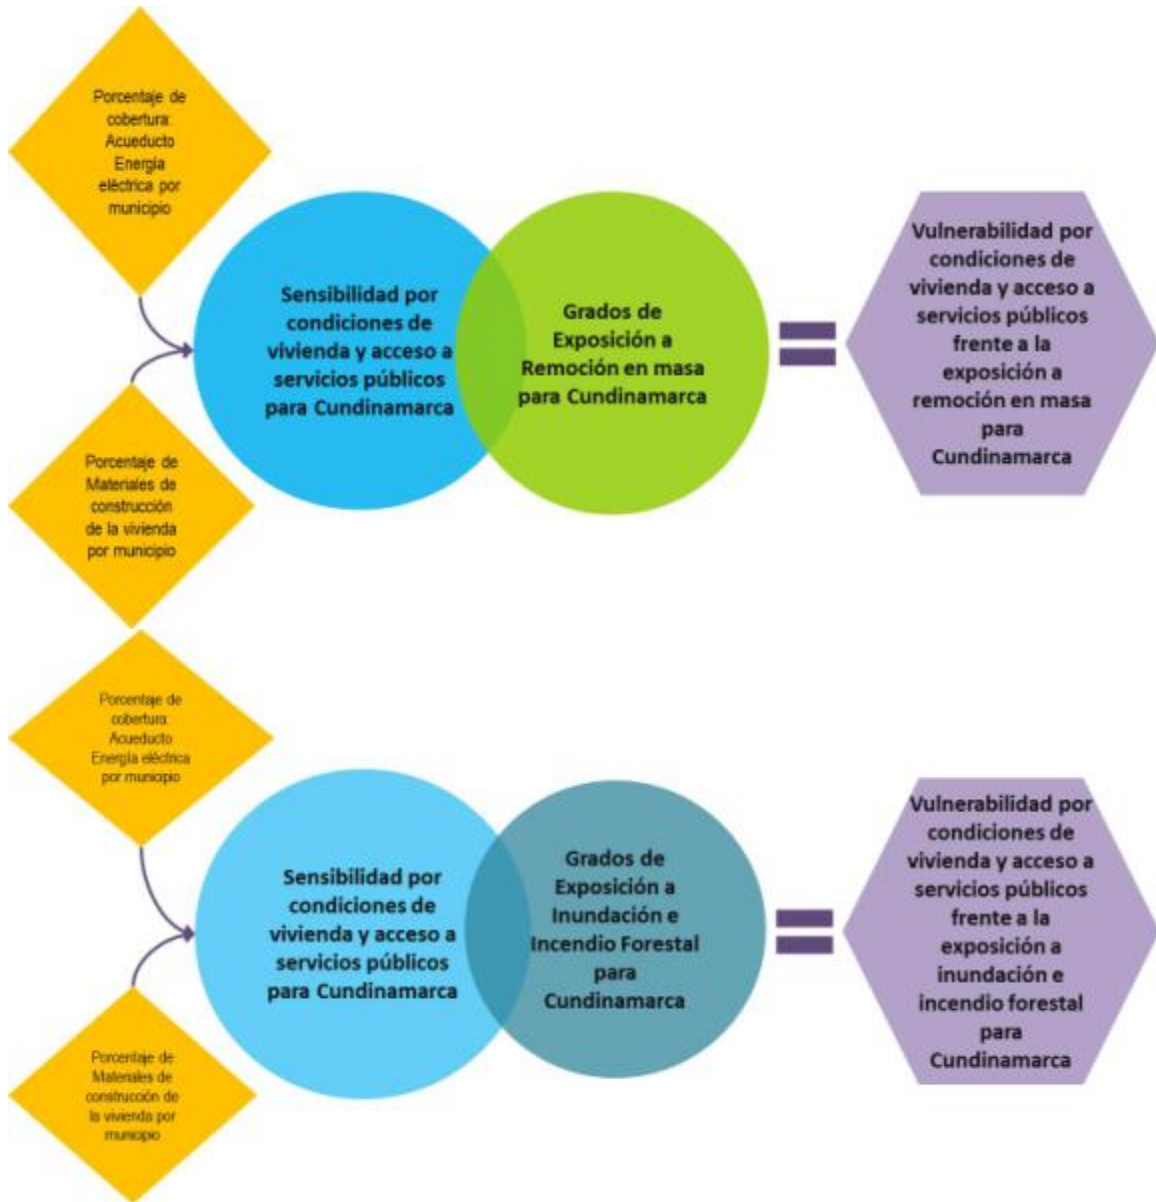 Porcentaje de
cobertura:
Acueducto
Energía
eléctrica por
municipio
Sensibilidad por
condiciones de
vivienda y acceso a
servicios públicos
para Cundinamarca
Grados de
Exposición a
Remoción en masa
para Cundinamarca
Vulnerabilidad por
condiciones de
vivienda y acceso a
servicios públicos
frente a la
exposición a
remoción en masa
para
Cundinamarca
Porcentaje de
Materiales de
construcción
de la vivienda
por municipio
Porcentaje de
cobertura:
Acueducto
Energía eléctrica
por municipio
Sensibilidad por
condiciones de
vivienda y acceso a
servicios públicos
para Cundinamarca
Grados de
Exposición a
Inundación e
Incendio Forestal
para
Cundinamarca
Vulnerabilidad por
condiciones de
vivienda y acceso a
servicios públicos
frente a la
exposición a
inundación e
incendio forestal
para
Cundinamarca
Porcentaje de
Materiales de
construcción de
la vivienda por
municipio